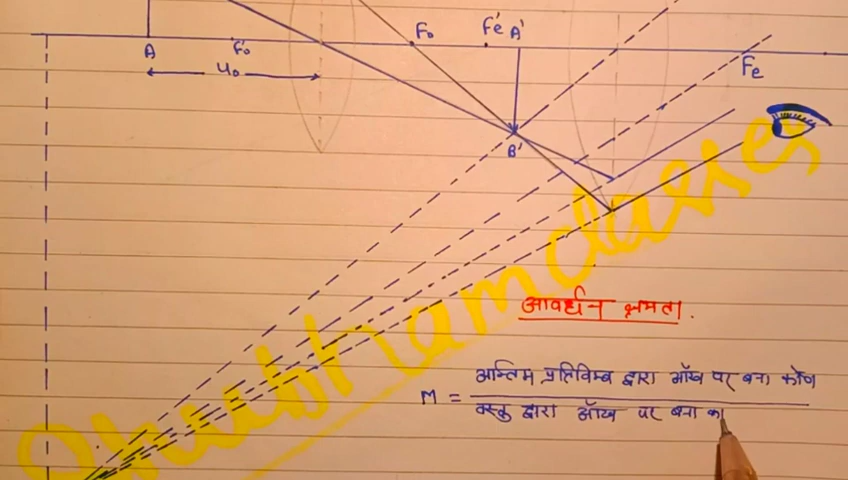 A F₀' F₀ Fe' A' Fe
u₀
B'
आवर्धन क्षमता.
अन्तिम प्रतिबिम्ब द्वारा आँख पर बना कोण
M =
वस्तु द्वारा आँख पर बना को